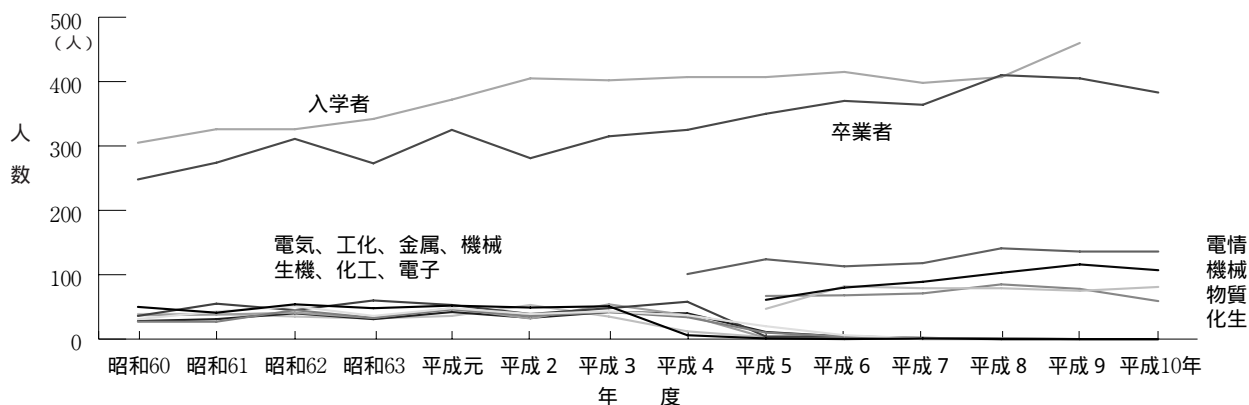 500
（人）
400
300
200
100
0
人
数
入学者
卒業者
電気、工化、金属、機械
生機、化工、電子
電情
機械
物質
化生
昭和60 昭和61 昭和62 昭和63 平成元 平成 2 平成 3 平成 4 平成 5 平成 6 平成 7 平成 8 平成 9 平成10年
年 度